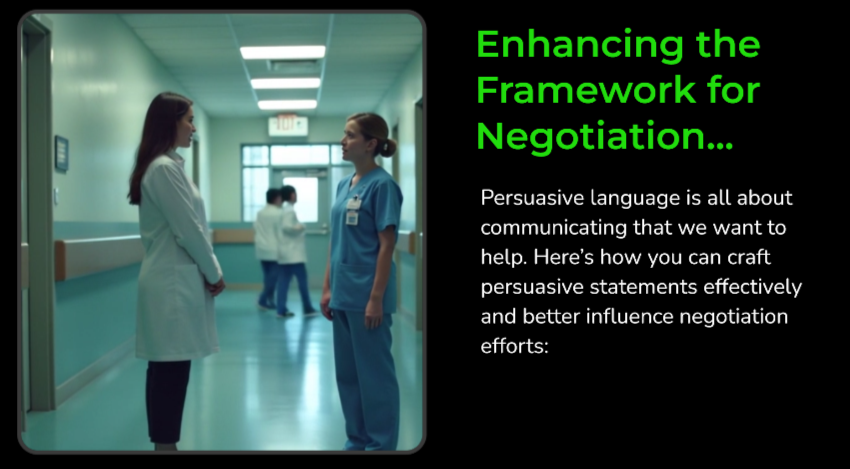 Enhancing the
Framework for
Negotiation...
Persuasive language is all about
communicating that we want to
help. Here's how you can craft
persuasive statements effectively
and better influence negotiation
efforts: